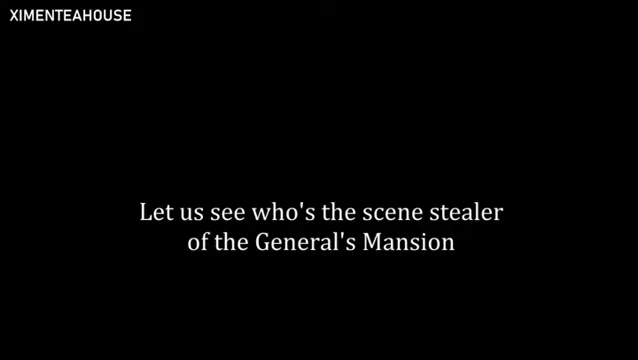 XIMENTEAHOUSE
Let us see who's the scene stealer
of the General's Mansion